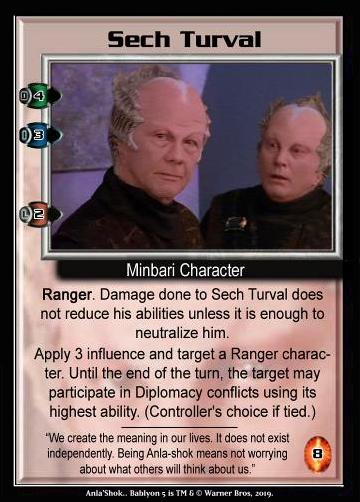 Sech Turval
D 4
D 3
L 2
Minbari Character
Ranger. Damage done to Sech Turval does
not reduce his abilities unless it is enough to
neutralize him.
Apply 3 influence and target a Ranger charac-
ter. Until the end of the turn, the target may
participate in Diplomacy conflicts using its
highest ability. (Controller's choice if tied.)
“We create the meaning in our lives. It does not exist
independently. Being Anla-shok means not worrying
about what others will think about us.”
8
Anla'Shok.. Bablyon 5 is TM & © Warner Bros, 2019.